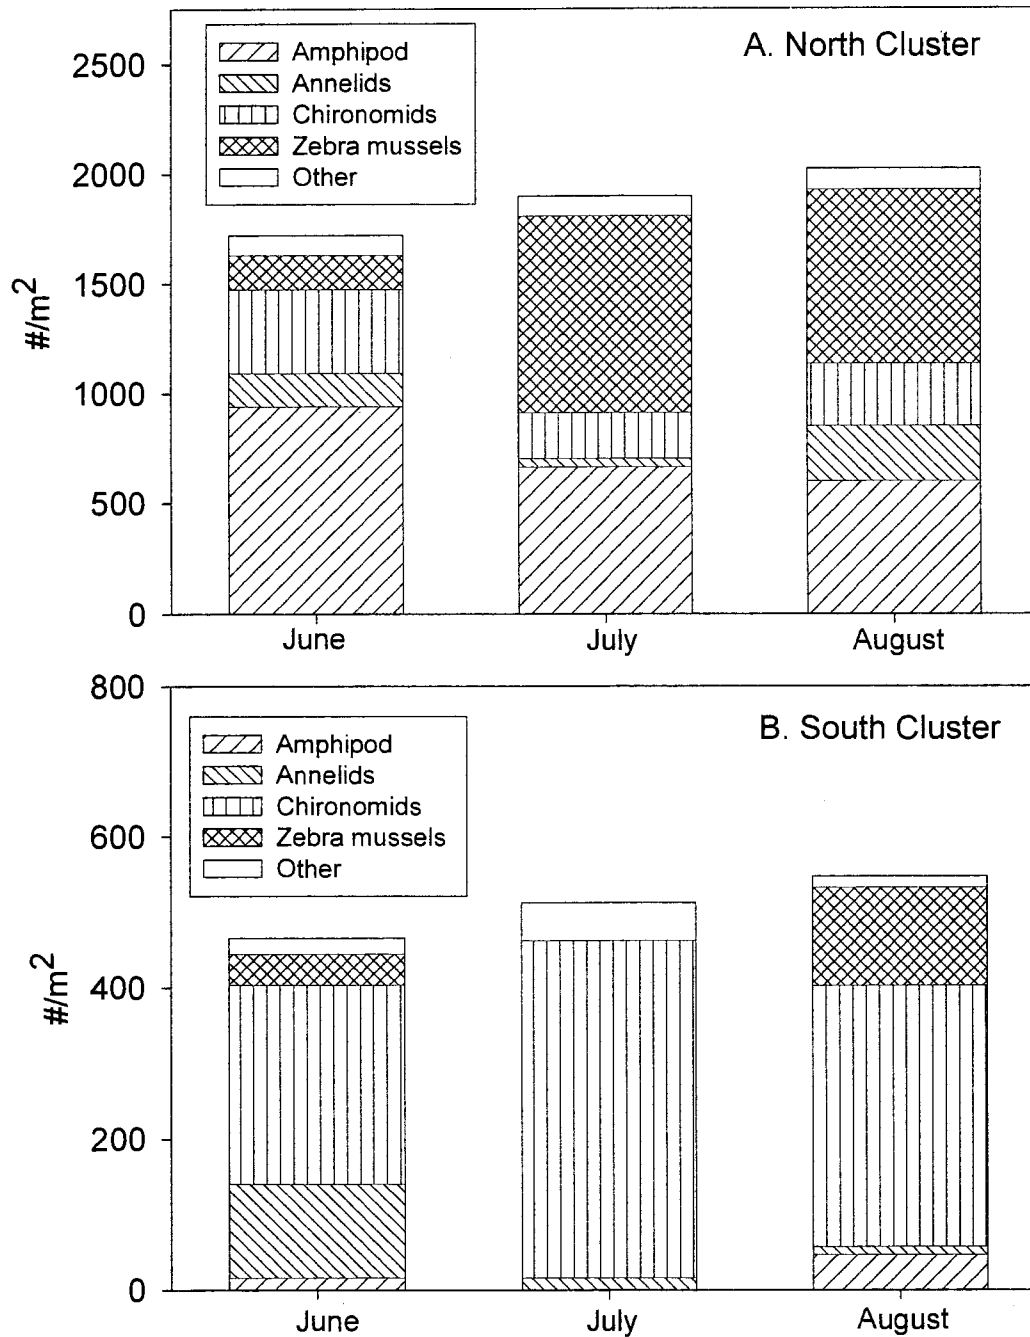 A. North Cluster
Amphipod
Annelids
Chironomids
Zebra mussels
Other
2500
2000
1500
1000
500
0
#/m²
June July August
B. South Cluster
Amphipod
Annelids
Chironomids
Zebra mussels
Other
800
600
400
200
0
#/m²
June July August